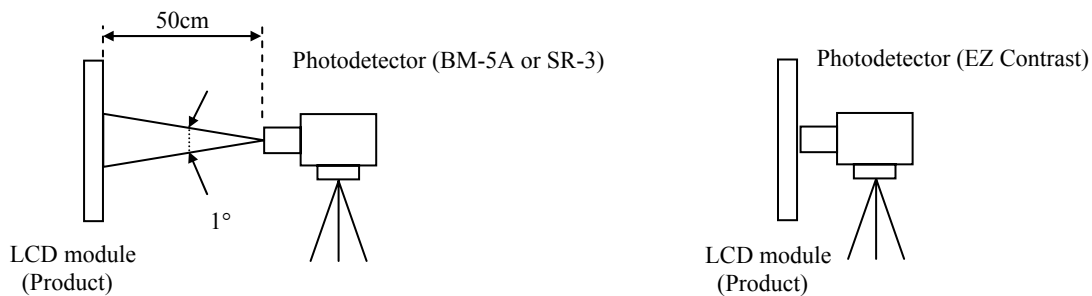 50cm
Photodetector (BM-5A or SR-3)
1°
LCD module
(Product)
Photodetector (EZ Contrast)
LCD module
(Product)